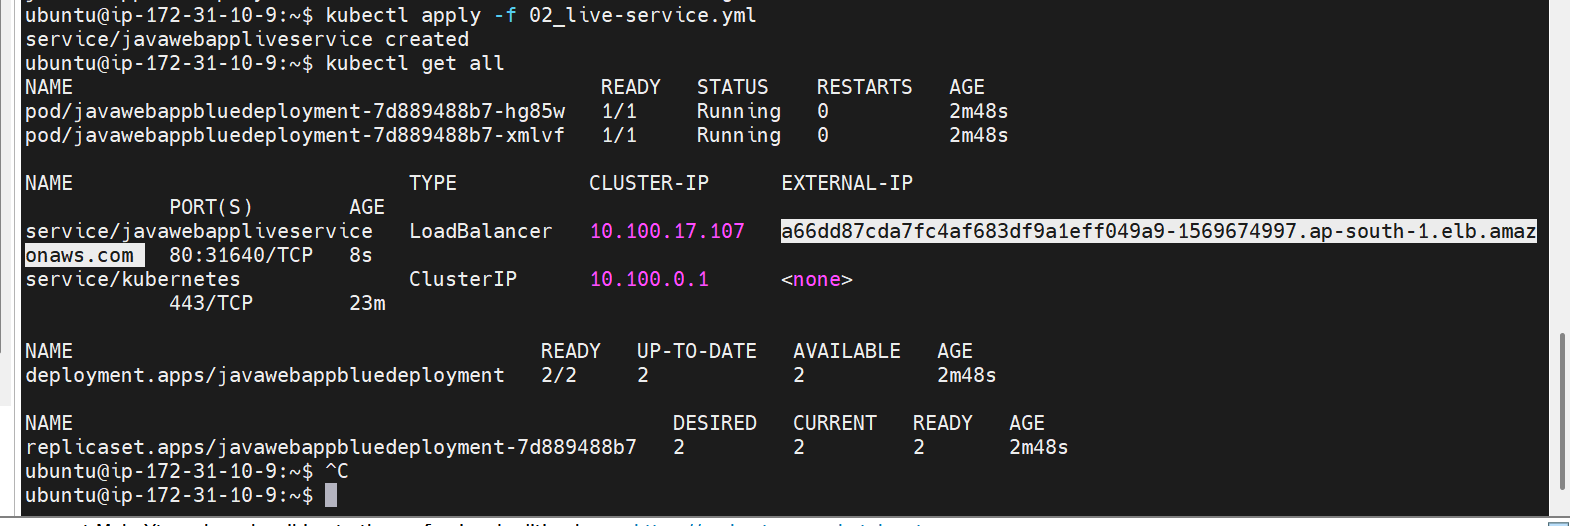 ubuntu@ip-172-31-10-9:~$ kubectl apply -f 02_live-service.yml
service/javawebappliveservice created
ubuntu@ip-172-31-10-9:~$ kubectl get all
NAME READY STATUS RESTARTS AGE
pod/javawebappbluedeployment-7d889488b7-hg85w 1/1 Running 0 2m48s
pod/javawebappbluedeployment-7d889488b7-xmlvf 1/1 Running 0 2m48s
NAME TYPE CLUSTER-IP EXTERNAL-IP
PORT(S) AGE
service/javawebappliveservice LoadBalancer 10.100.17.107 a66dd87cda7fc4af683df9a1eff049a9-1569674997.ap-south-1.elb.amaz
onaws.com 80:31640/TCP 8s
service/kubernetes ClusterIP 10.100.0.1 <none>
443/TCP 23m
NAME READY UP-TO-DATE AVAILABLE AGE
deployment.apps/javawebappbluedeployment 2/2 2 2 2m48s
NAME DESIRED CURRENT READY AGE
replicaset.apps/javawebappbluedeployment-7d889488b7 2 2 2 2m48s
ubuntu@ip-172-31-10-9:~$ ^C
ubuntu@ip-172-31-10-9:~$